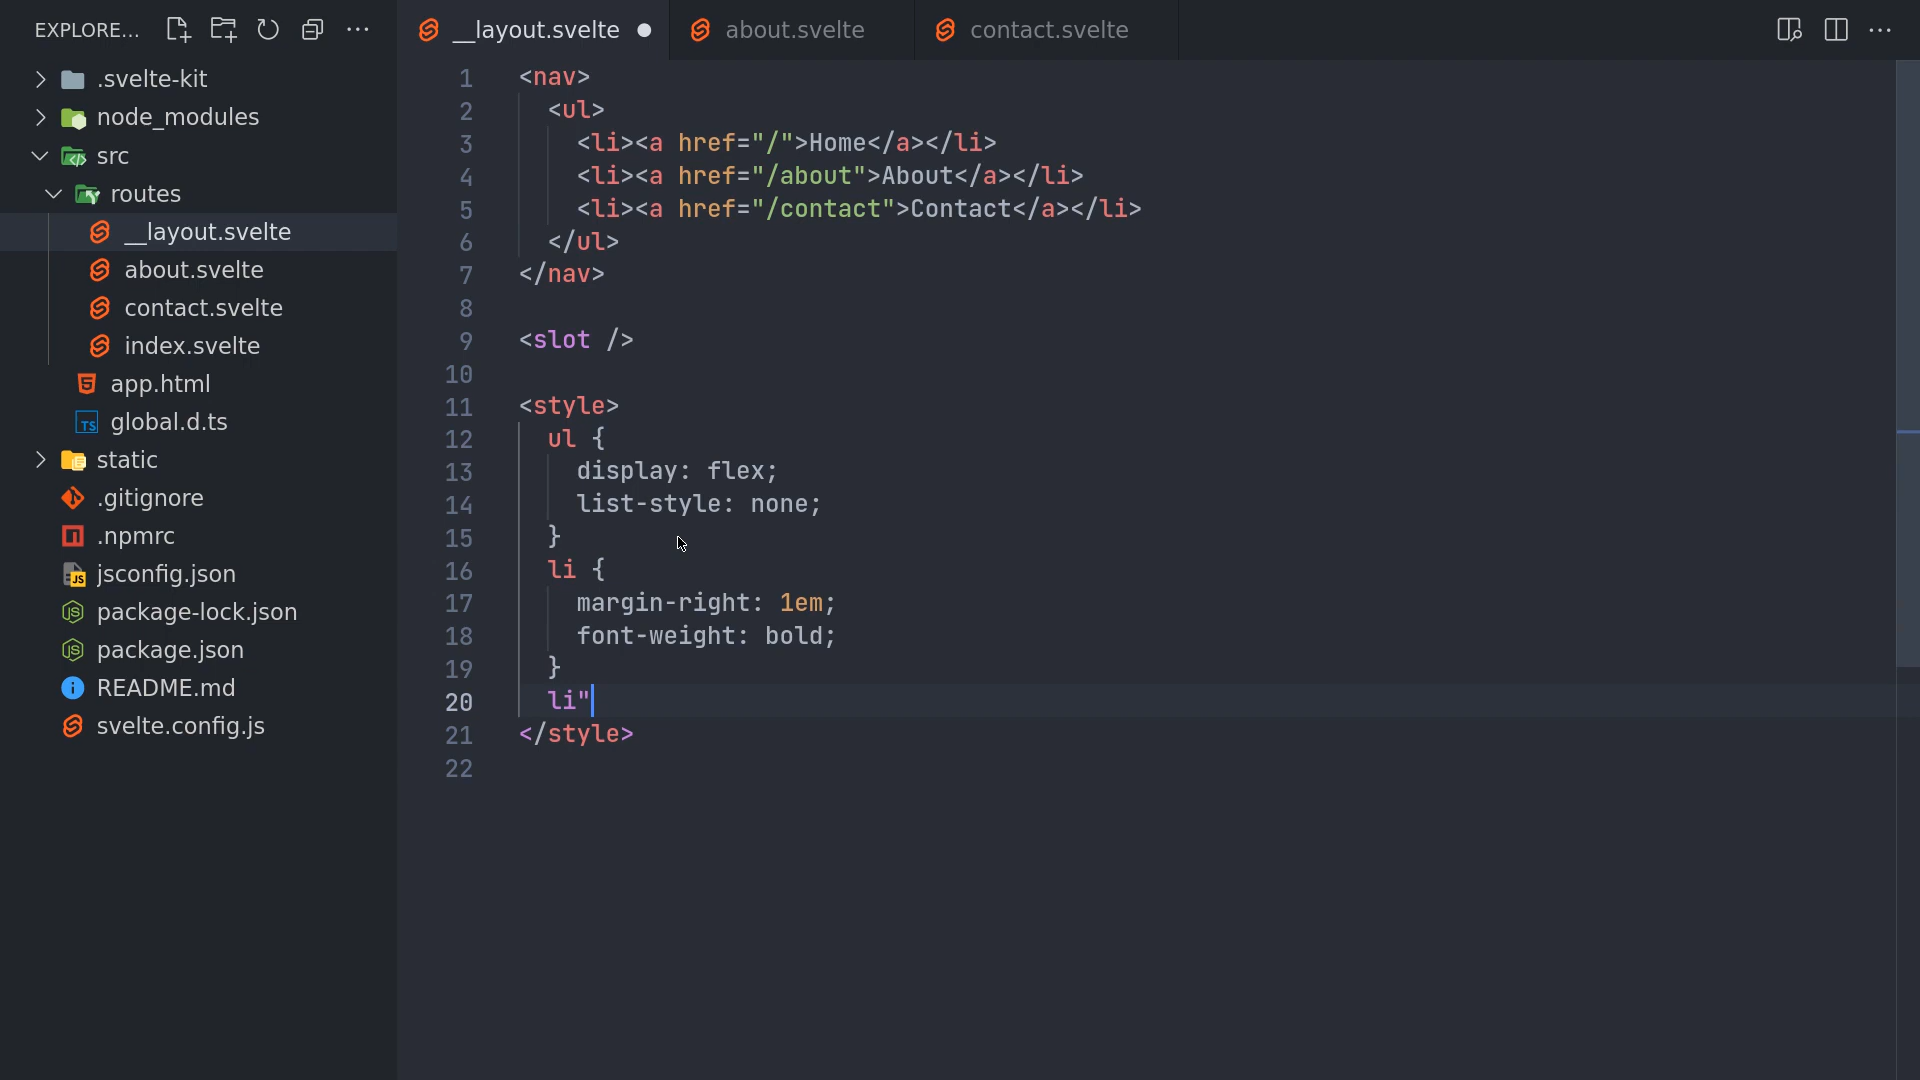 EXPLORE...
.svelte-kit
node_modules
src
routes
__layout.svelte
about.svelte
contact.svelte
index.svelte
app.html
TS global.d.ts
static
.gitignore
.npmrc
JS jsconfig.json
JS package-lock.json
JS package.json
README.md
svelte.config.js
__layout.svelte
about.svelte
contact.svelte
1 <nav>
2   <ul>
3     <li><a href="/">Home</a></li>
4     <li><a href="/about">About</a></li>
5     <li><a href="/contact">Contact</a></li>
6   </ul>
7 </nav>
8
9 <slot />
10
11 <style>
12   ul {
13     display: flex;
14     list-style: none;
15   }
16   li {
17     margin-right: 1em;
18     font-weight: bold;
19   }
20   li"
21 </style>
22